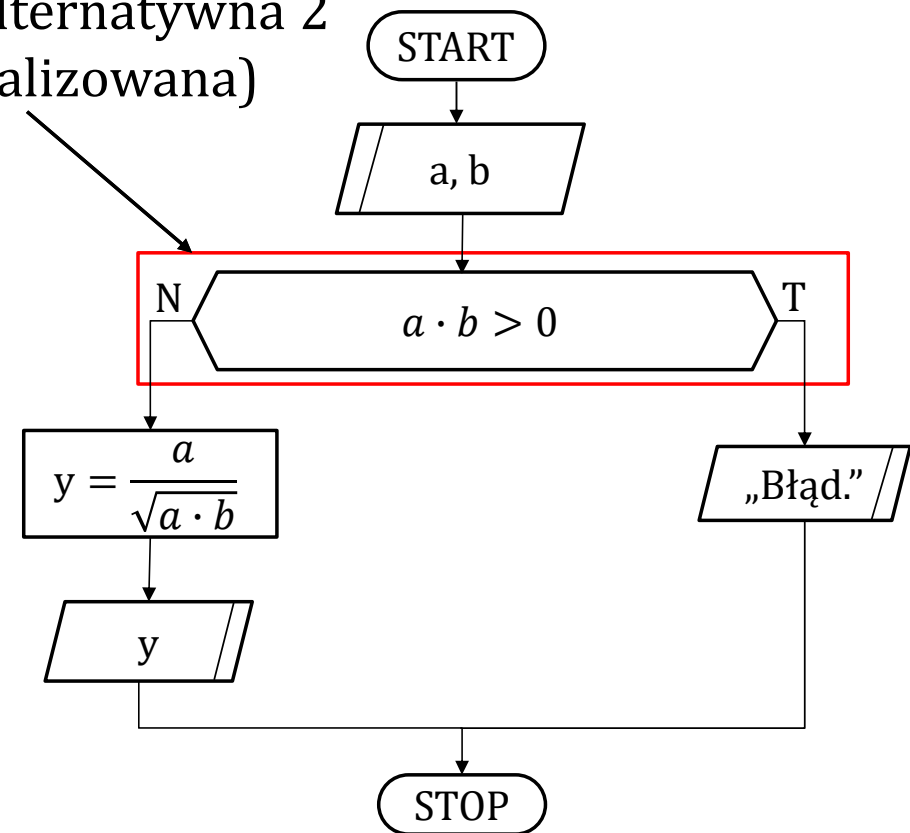 lternatywna 2
alizowana)
START
a, b
N
a · b > 0
T
y = a / √(a · b)
„Błąd.”
y
STOP